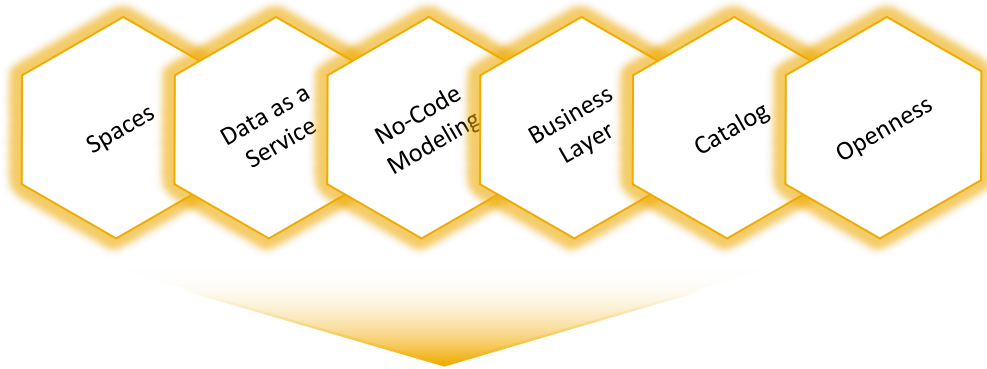 Spaces
Data as a
Service
No-Code
Modeling
Business
Layer
Catalog
Openness